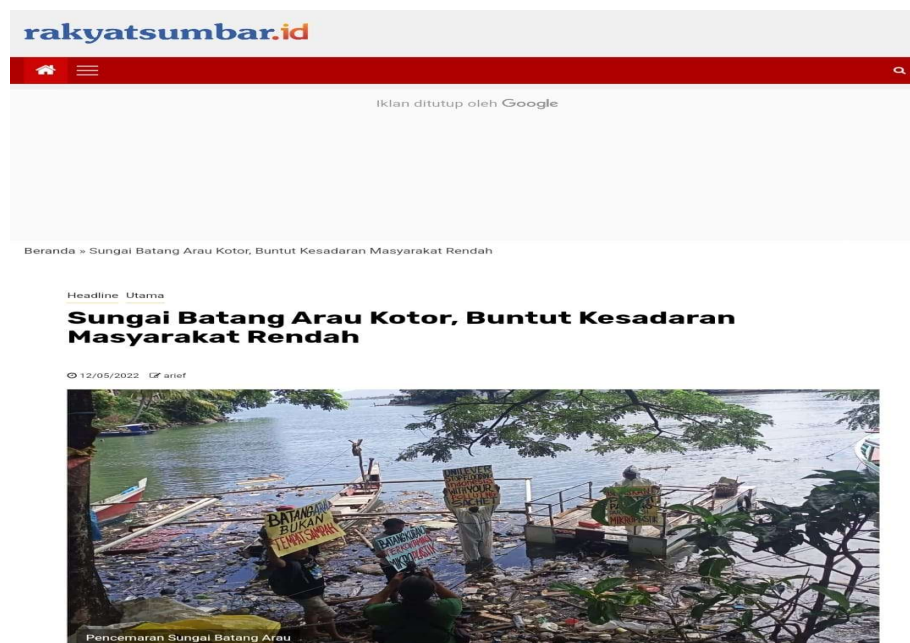 rakyatsumbar.id
Iklan ditutup oleh Google
Beranda » Sungai Batang Arau Kotor, Buntut Kesadaran Masyarakat Rendah
Headline Utama
Sungai Batang Arau Kotor, Buntut Kesadaran
Masyarakat Rendah
12/05/2022 arief
BATANG ARAU
BUKAN
TEMPAT SAMPAH
MIKROPLASTIK
Pencemaran Sungai Batang Arau